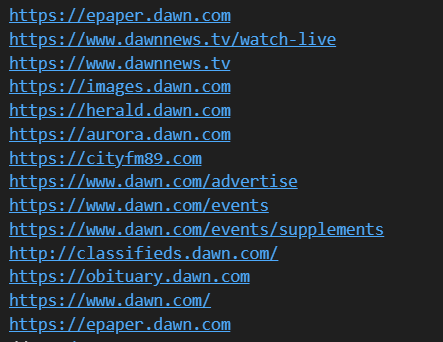 https://epaper.dawn.com
https://www.dawnnews.tv/watch-live
https://www.dawnnews.tv
https://images.dawn.com
https://herald.dawn.com
https://aurora.dawn.com
https://cityfm89.com
https://www.dawn.com/advertise
https://www.dawn.com/events
https://www.dawn.com/events/supplements
http://classifieds.dawn.com/
https://obituary.dawn.com
https://www.dawn.com/
https://epaper.dawn.com